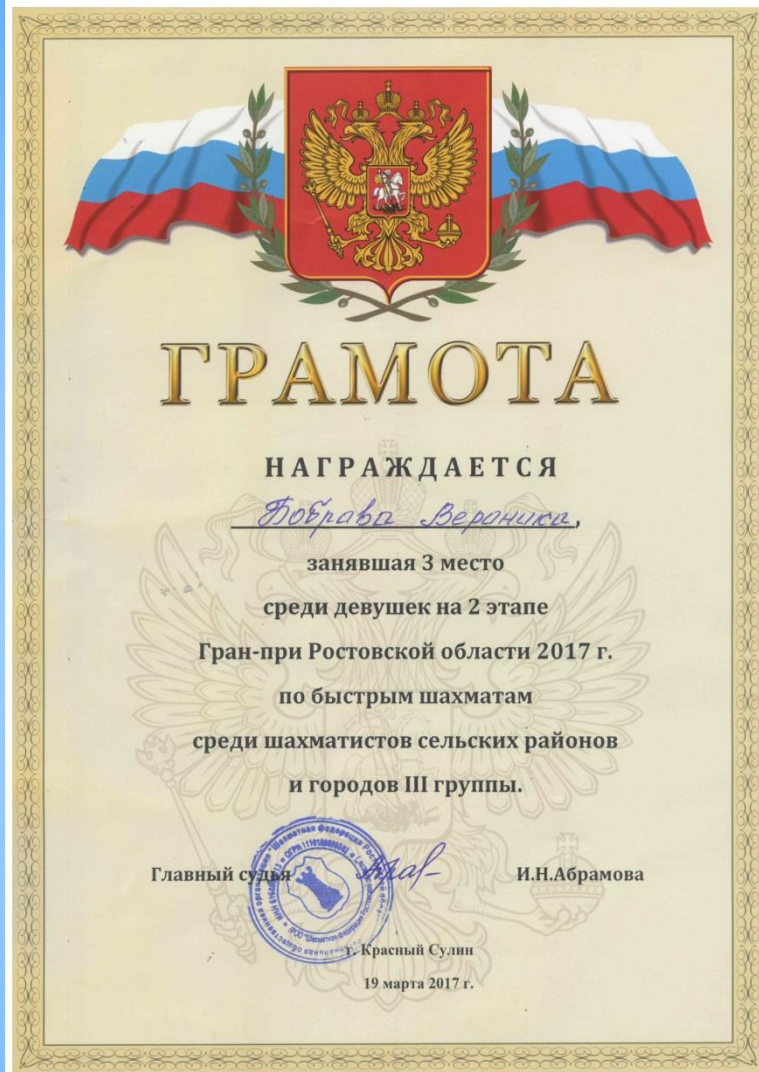 ГРАМОТА
НАГРАЖДАЕТСЯ
Бобрава Вероника,
занявшая 3 место
среди девушек на 2 этапе
Гран-при Ростовской области 2017 г.
по быстрым шахматам
среди шахматистов сельских районов
и городов III группы.
Главный судья И.Н.Абрамова
г. Красный Сулин
19 марта 2017 г.